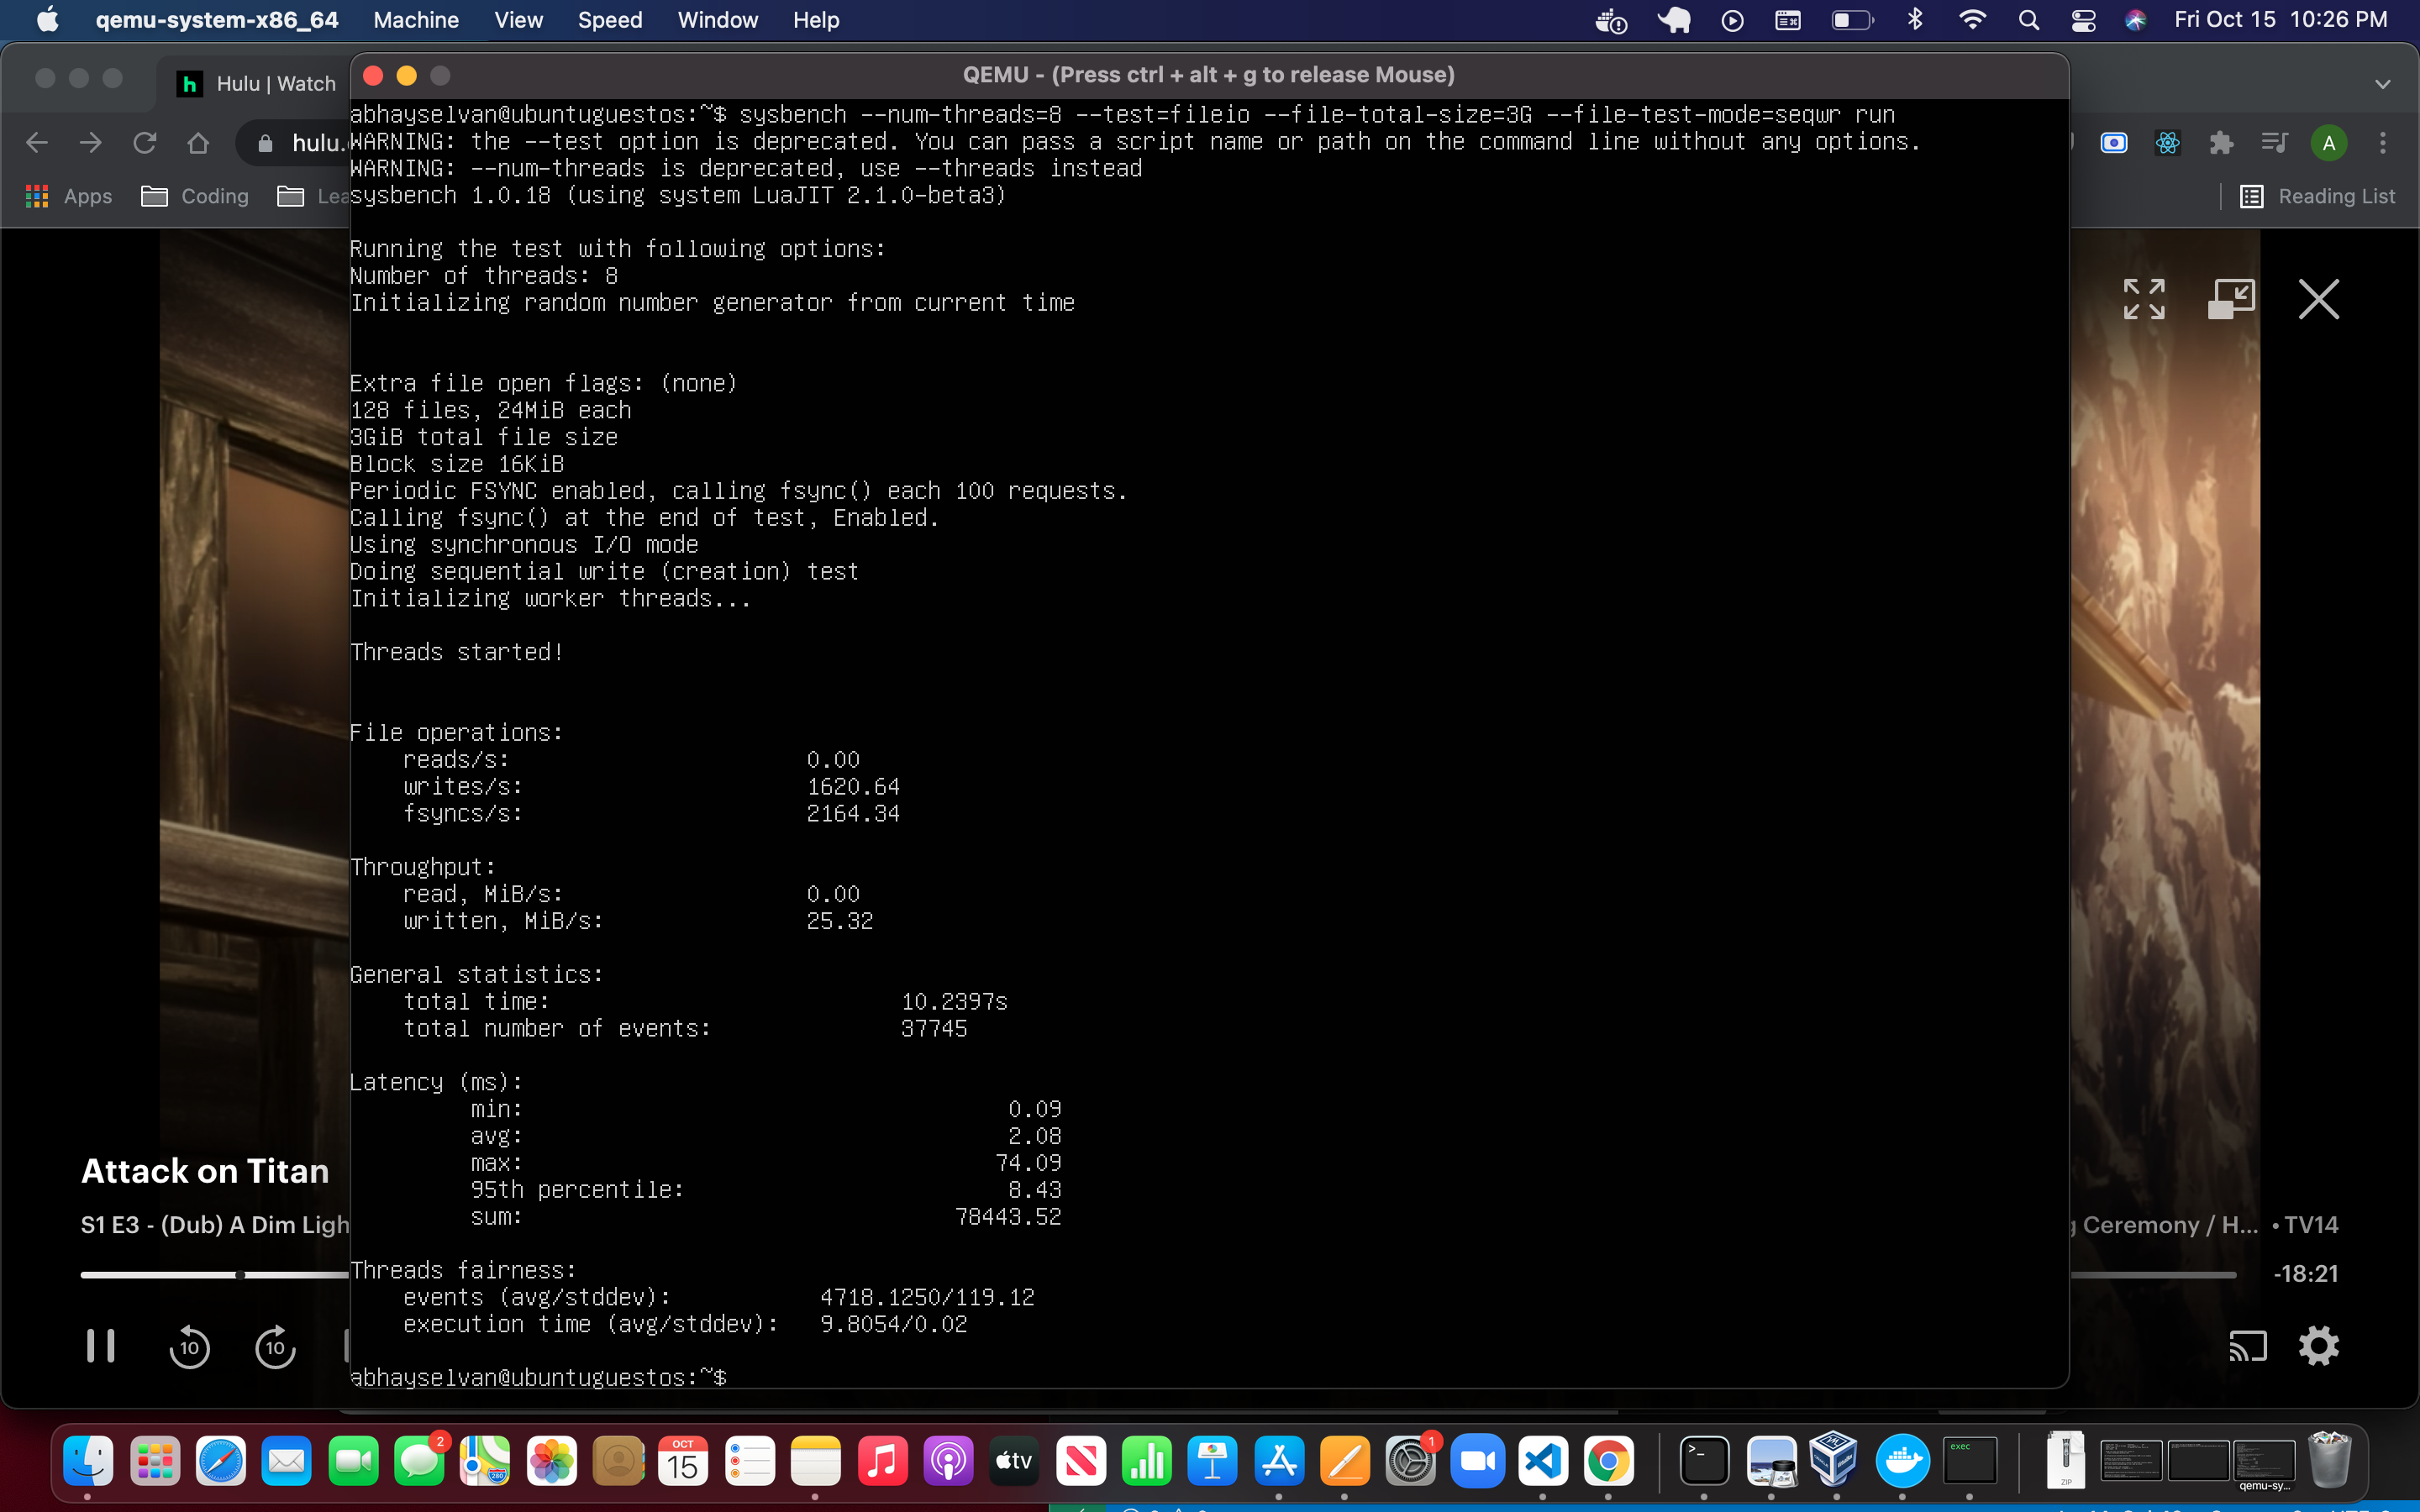 qemu-system-x86_64 Machine View Speed Window Help Fri Oct 15 10:26 PM
Hulu | Watch
QEMU - (Press ctrl + alt + g to release Mouse)
hulu.
A
Apps Coding Lea
Reading List
abhayselvan@ubuntuguestos:~$ sysbench --num-threads=8 --test=fileio --file-total-size=3G --file-test-mode=seqwr run
WARNING: the --test option is deprecated. You can pass a script name or path on the command line without any options.
WARNING: --num-threads is deprecated, use --threads instead
sysbench 1.0.18 (using system LuaJIT 2.1.0-beta3)
Running the test with following options:
Number of threads: 8
Initializing random number generator from current time
Extra file open flags: (none)
128 files, 24MiB each
3GiB total file size
Block size 16KiB
Periodic FSYNC enabled, calling fsync() each 100 requests.
Calling fsync() at the end of test, Enabled.
Using synchronous I/O mode
Doing sequential write (creation) test
Initializing worker threads...
Threads started!
File operations:
reads/s: 0.00
writes/s: 1620.64
fsyncs/s: 2164.34
Throughput:
read, MiB/s: 0.00
written, MiB/s: 25.32
General statistics:
total time: 10.2397s
total number of events: 37745
Latency (ms):
min: 0.09
avg: 2.08
max: 74.09
95th percentile: 8.43
sum: 78443.52
Threads fairness:
events (avg/stddev): 4718.1250/119.12
execution time (avg/stddev): 9.8054/0.02
abhayselvan@ubuntuguestos:~$
Attack on Titan
S1 E3 - (Dub) A Dim Ligh
g Ceremony / H... • TV14
-18:21
10 10
2
280
OCT
15
tv
1
exec
ZIP
qemu-sy...